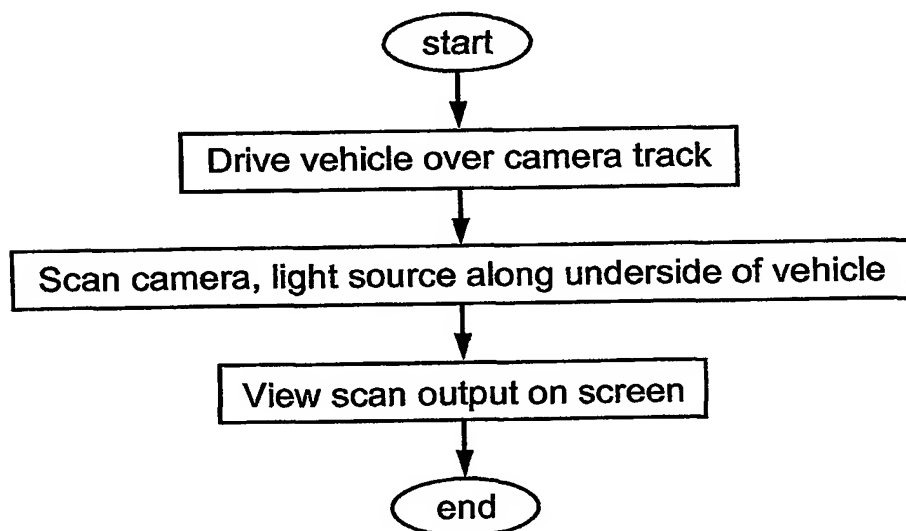 start
Drive vehicle over camera track
Scan camera, light source along underside of vehicle
View scan output on screen
end